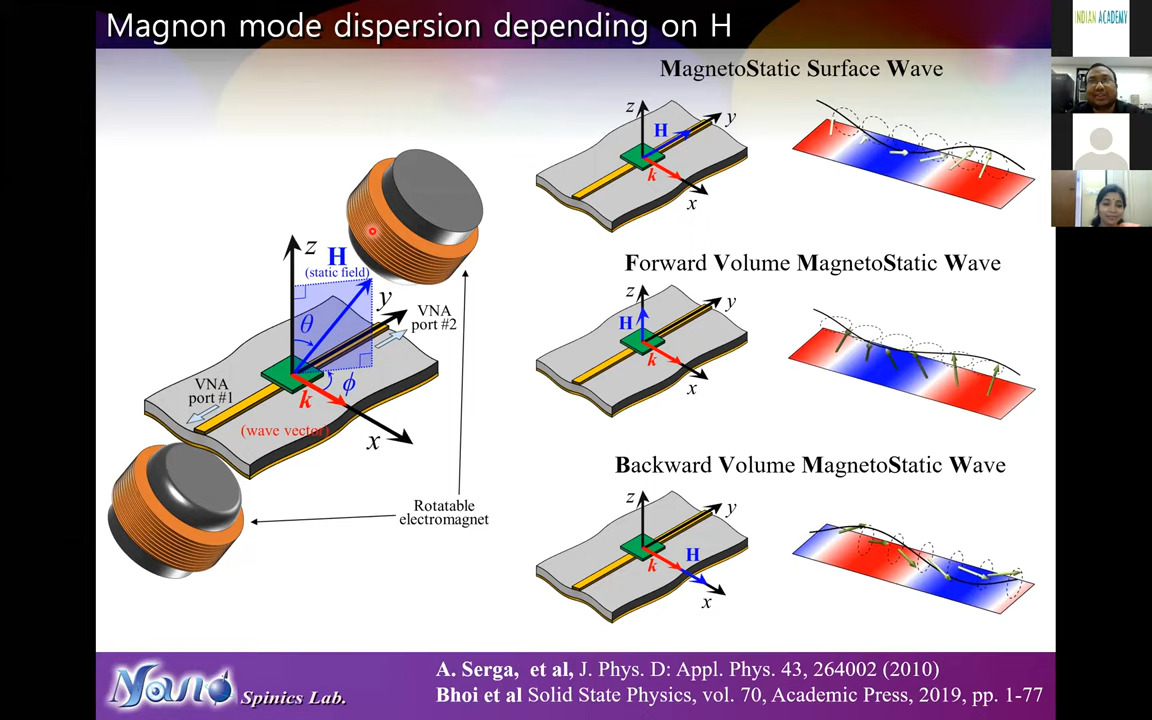 Magnon mode dispersion depending on H
INDIAN ACADEMY
z
H
(static field)
θ
y
VNA
port #2
VNA
port #1
ϕ
k
(wave vector)
x
Rotatable
electromagnet
MagnetoStatic Surface Wave
z
H
y
k
x
Forward Volume MagnetoStatic Wave
z
H
y
k
x
Backward Volume MagnetoStatic Wave
z
y
H
k
x
Nano Spinics Lab.
A. Serga, et al, J. Phys. D: Appl. Phys. 43, 264002 (2010)
Bhoi et al Solid State Physics, vol. 70, Academic Press, 2019, pp. 1-77